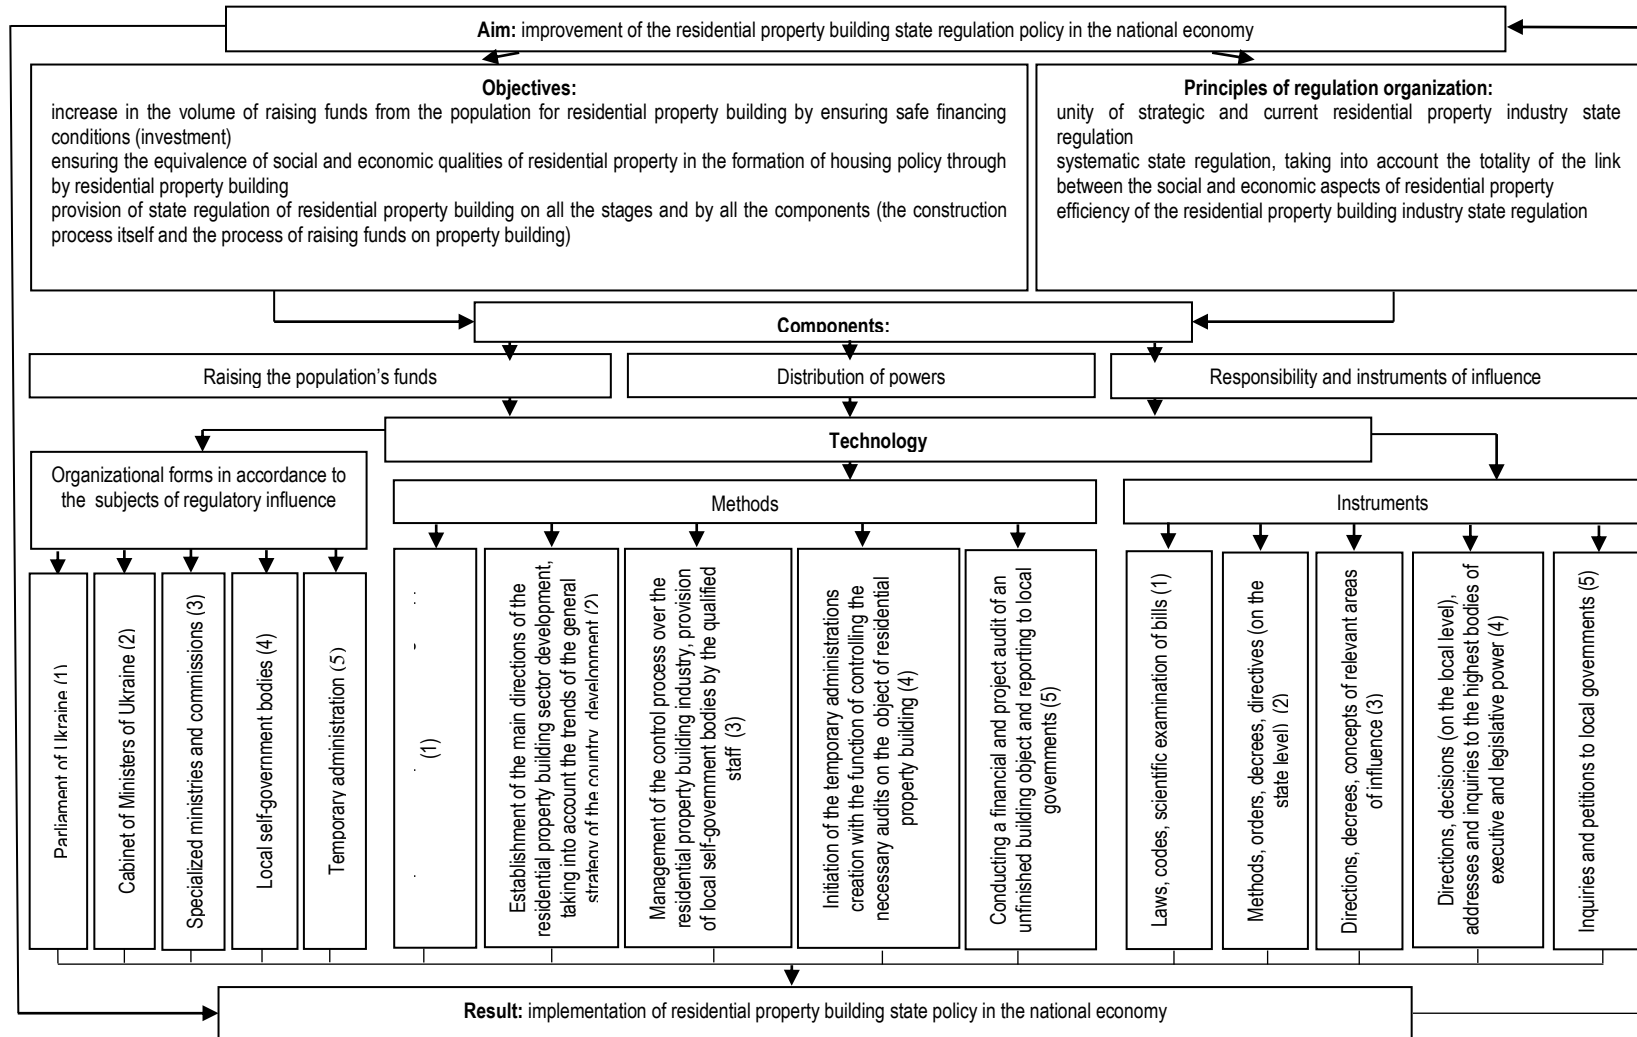 Aim: improvement of the residential property building state regulation policy in the national economy
Objectives:
increase in the volume of raising funds from the population for residential property building by ensuring safe financing
conditions (investment)
ensuring the equivalence of social and economic qualities of residential property in the formation of housing policy through
by residential property building
provision of state regulation of residential property building on all the stages and by all the components (the construction
process itself and the process of raising funds on property building)
Principles of regulation organization:
unity of strategic and current residential property industry state
regulation
systematic state regulation, taking into account the totality of the link
between the social and economic aspects of residential property
efficiency of the residential property building industry state regulation
Components:
Raising the population's funds
Distribution of powers
Responsibility and instruments of influence
Technology
Organizational forms in accordance to
the subjects of regulatory influence
Methods
Instruments
Parliament of Ukraine (1)
Cabinet of Ministers of Ukraine (2)
Specialized ministries and commissions (3)
Local self-government bodies (4)
Temporary administration (5)
(1)
Establishment of the main directions of the
residential property building sector development,
taking into account the trends of the general
strategy of the country development (2)
Management of the control process over the
residential property building industry, provision
of local self-government bodies by the qualified
staff (3)
Initiation of the temporary administrations
creation with the function of controlling the
necessary audits on the object of residential
property building (4)
Conducting a financial and project audit of an
unfinished building object and reporting to local
governments (5)
Laws, codes, scientific examination of bills (1)
Methods, orders, decrees, directives (on the
state level) (2)
Directions, decrees, concepts of relevant areas
of influence (3)
Directions, decisions (on the local level),
addresses and inquiries to the highest bodies of
executive and legislative power (4)
Inquiries and petitions to local governments (5)
Result: implementation of residential property building state policy in the national economy